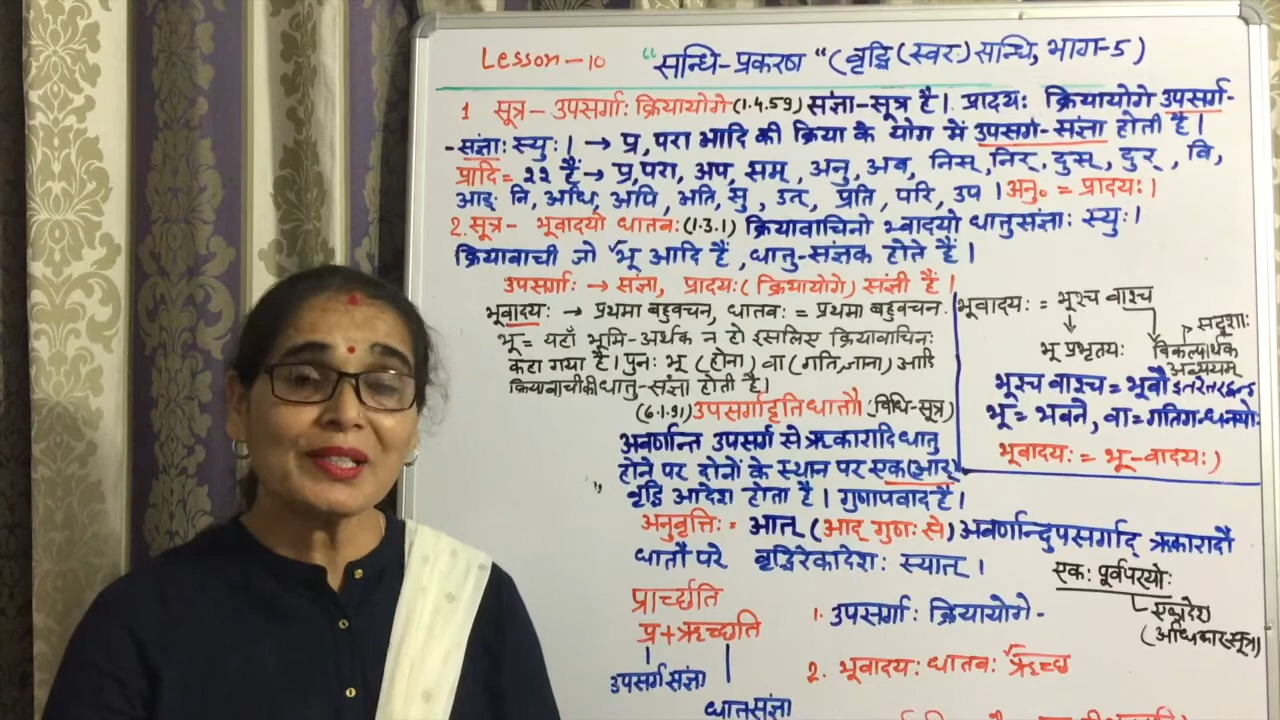 Lesson-10 "सन्धि-प्रकरण" (वृद्धि (स्वर) सन्धि, भाग-5)
1 सूत्र- उपसर्गाः क्रियायोगे (1.4.59) संज्ञा-सूत्र है। प्रादयः क्रियायोगे उपसर्ग-
-संज्ञाः स्युः। → प्र, परा आदि की क्रिया के योग में उपसर्ग-संज्ञा होती है।
प्रादि = २२ हैं → प्र, परा, अप, सम्, अनु, अव, निस्, निर्, दुस्, दुर्, वि,
आङ्, नि, अधि, अपि, अति, सु, उत्, प्रति, परि, उप। अनु० = प्रादयः।
2. सूत्र- भूवादयो धातवः (1.3.1) क्रियावाचिनो भ्वादयो धातुसंज्ञाः स्युः।
क्रियावाची जो भू आदि हैं, धातु-संज्ञक होते हैं।
उपसर्गाः → संज्ञा, प्रादयः (क्रियायोगे) संज्ञी हैं।
भूवादयः → प्रथमा बहुवचन, धातवः = प्रथमा बहुवचन.
भू = यहाँ भूमि-अर्थक न हो इसलिए क्रियावाचिनः
कहा गया है। पुनः भू (होना) वा (गति, जाना) आदि
क्रियावाची की धातु-संज्ञा होती है।
भूवादयः = भूश्च वाश्च
सदृशाः
भू प्रभृतयः विकल्पार्थक
अव्ययम्
भूश्च वाश्च = भूवौ इतरेतरद्वन्द्व
भू = भवने, वा = गतिगन्धनयोः
भूवादयः = भू-वादयः)
(6.1.91) उपसर्गादृति धातौ (विधि-सूत्र)
अवर्णान्त उपसर्ग से ऋकारादि धातु
होने पर दोनों के स्थान पर एक (आर्)
वृद्धि आदेश होता है। गुणापवाद है।
अनुवृत्तिः = आत् (आद् गुणः से) अवर्णान्दुपसर्गाद् ऋकारादौ
धातौ परे वृद्धिरेकादेशः स्यात्।
एकः पूर्वपरयोः
एकादेश
(अधिकारसूत्र)
प्रार्च्छति
प्र+ऋच्छति
उपसर्ग संज्ञा
धातुसंज्ञा
1. उपसर्गाः क्रियायोगे-
2. भूवादयः धातवः ऋच्छ